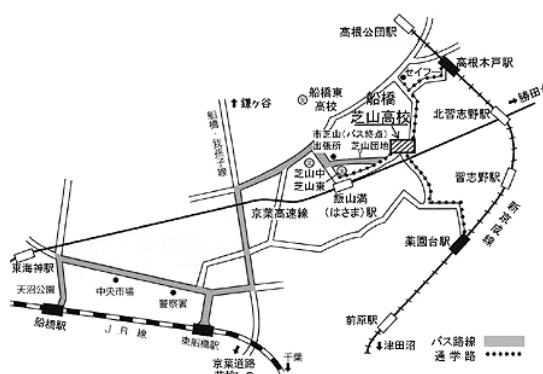 高根公団駅
高根木戸駅
セイフー
船橋東
高校
鎌ヶ谷
船橋・我孫子線
船橋
芝山高校
北習志野駅
勝田台
市芝山(バス終点)
出張所 芝山団地
芝山中
芝山東
飯山満
(はさま)駅
習志野駅
京葉高速線
新京成線
薬園台駅
東海神駅
天沼公園
中央市場
警察署
船橋駅
JR線
東船橋駅
前原駅
津田沼
千葉
京葉道路
バス路線
通学路